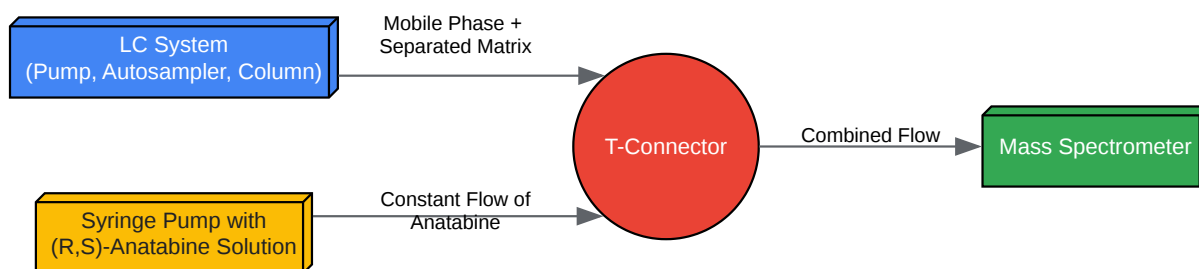 LC System
(Pump, Autosampler, Column)
Mobile Phase +
Separated Matrix
T-Connector
Combined Flow
Mass Spectrometer
Syringe Pump with
(R,S)-Anatabine Solution
Constant Flow of
Anatabine